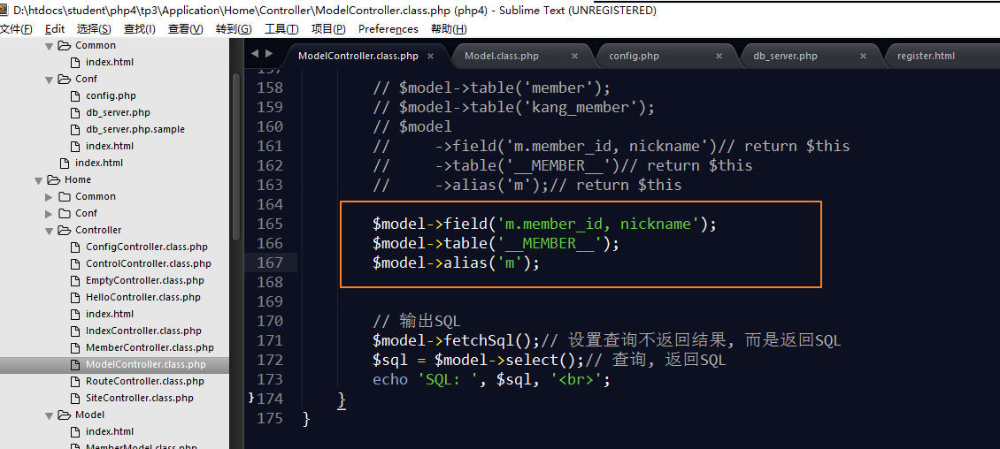 D:\htdocs\student\php4\tp3\Application\Home\Controller\ModelController.class.php (php4) - Sublime Text (UNREGISTERED)
文件(F) Edit 选择(S) 查找(I) 查看(V) 转到(G) 工具(T) 项目(P) Preferences 帮助(H)
Common
index.html
Conf
config.php
db_server.php
db_server.php.sample
index.html
index.html
Home
Common
Conf
Controller
ConfigController.class.php
ControlController.class.php
EmptyController.class.php
HelloController.class.php
index.html
IndexController.class.php
MemberController.class.php
ModelController.class.php
RouteController.class.php
SiteController.class.php
Model
index.html
MemberModel.class.php
ModelController.class.php × Model.class.php × config.php × db_server.php × register.html
157
158 // $model->table('member');
159 // $model->table('kang_member');
160 // $model
161 //     ->field('m.member_id, nickname')// return $this
162 //     ->table('__MEMBER__')// return $this
163 //     ->alias('m');// return $this
164
165 $model->field('m.member_id, nickname');
166 $model->table('__MEMBER__');
167 $model->alias('m');
168
169
170 // 输出SQL
171 $model->fetchSql();// 设置查询不返回结果, 而是返回SQL
172 $sql = $model->select();// 查询, 返回SQL
173 echo 'SQL: ', $sql, '<br>';
174 }
175 }